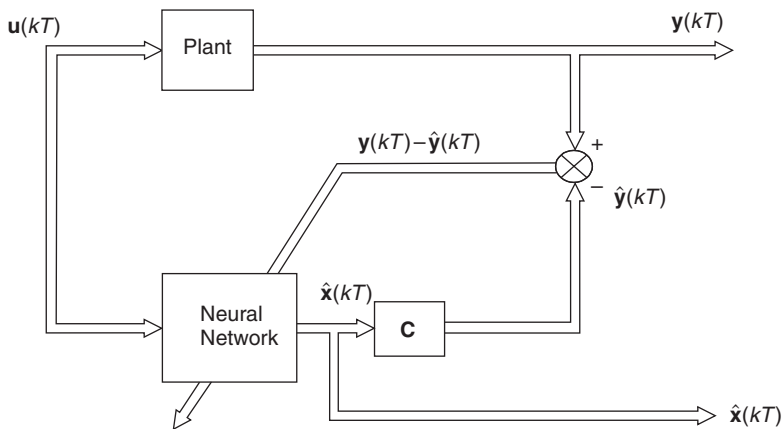 u(kT)
Plant
y(kT)
y(kT)−ŷ(kT)
+
−
ŷ(kT)
Neural
Network
x̂(kT)
C
x̂(kT)